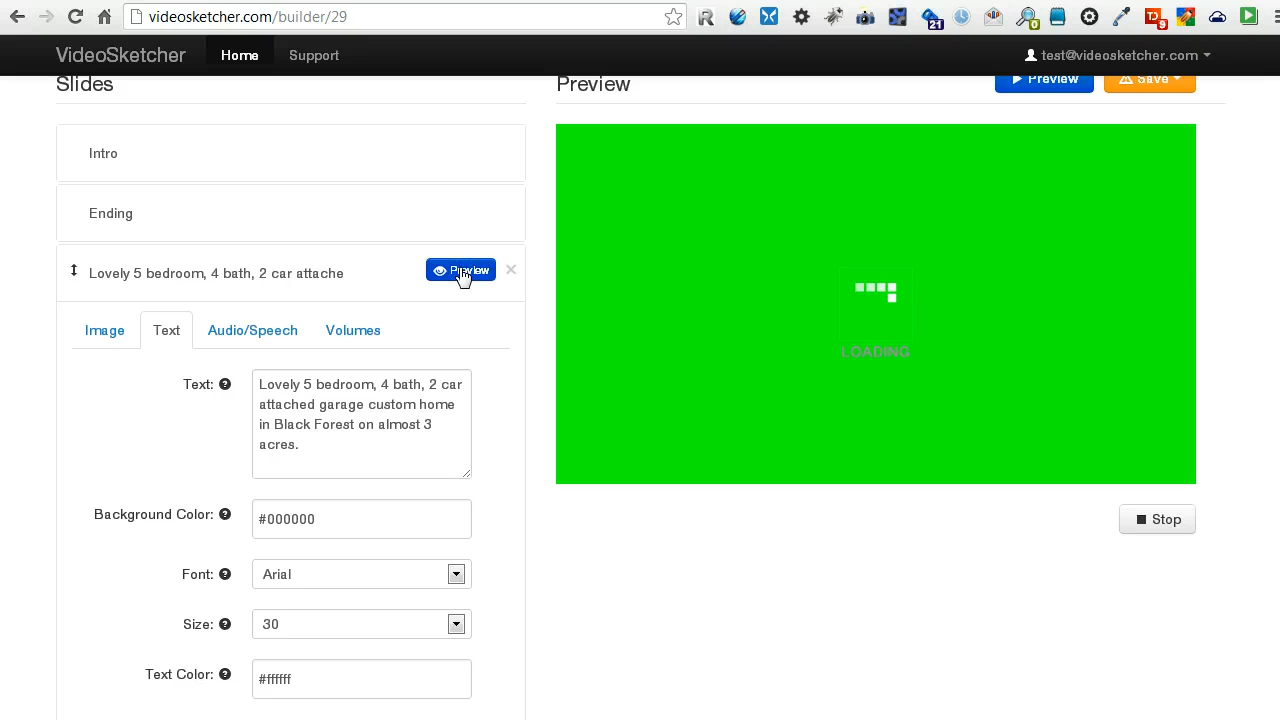 videosketcher.com/builder/29
21
0
9
VideoSketcher
Home
Support
test@videosketcher.com
Slides
Preview
Preview
Save
Intro
Ending
Lovely 5 bedroom, 4 bath, 2 car attache
Preview
Image
Text
Audio/Speech
Volumes
Text:
Lovely 5 bedroom, 4 bath, 2 car
attached garage custom home
in Black Forest on almost 3
acres.
Background Color:
#000000
Font:
Arial
Size:
30
Text Color:
#ffffff
LOADING
Stop